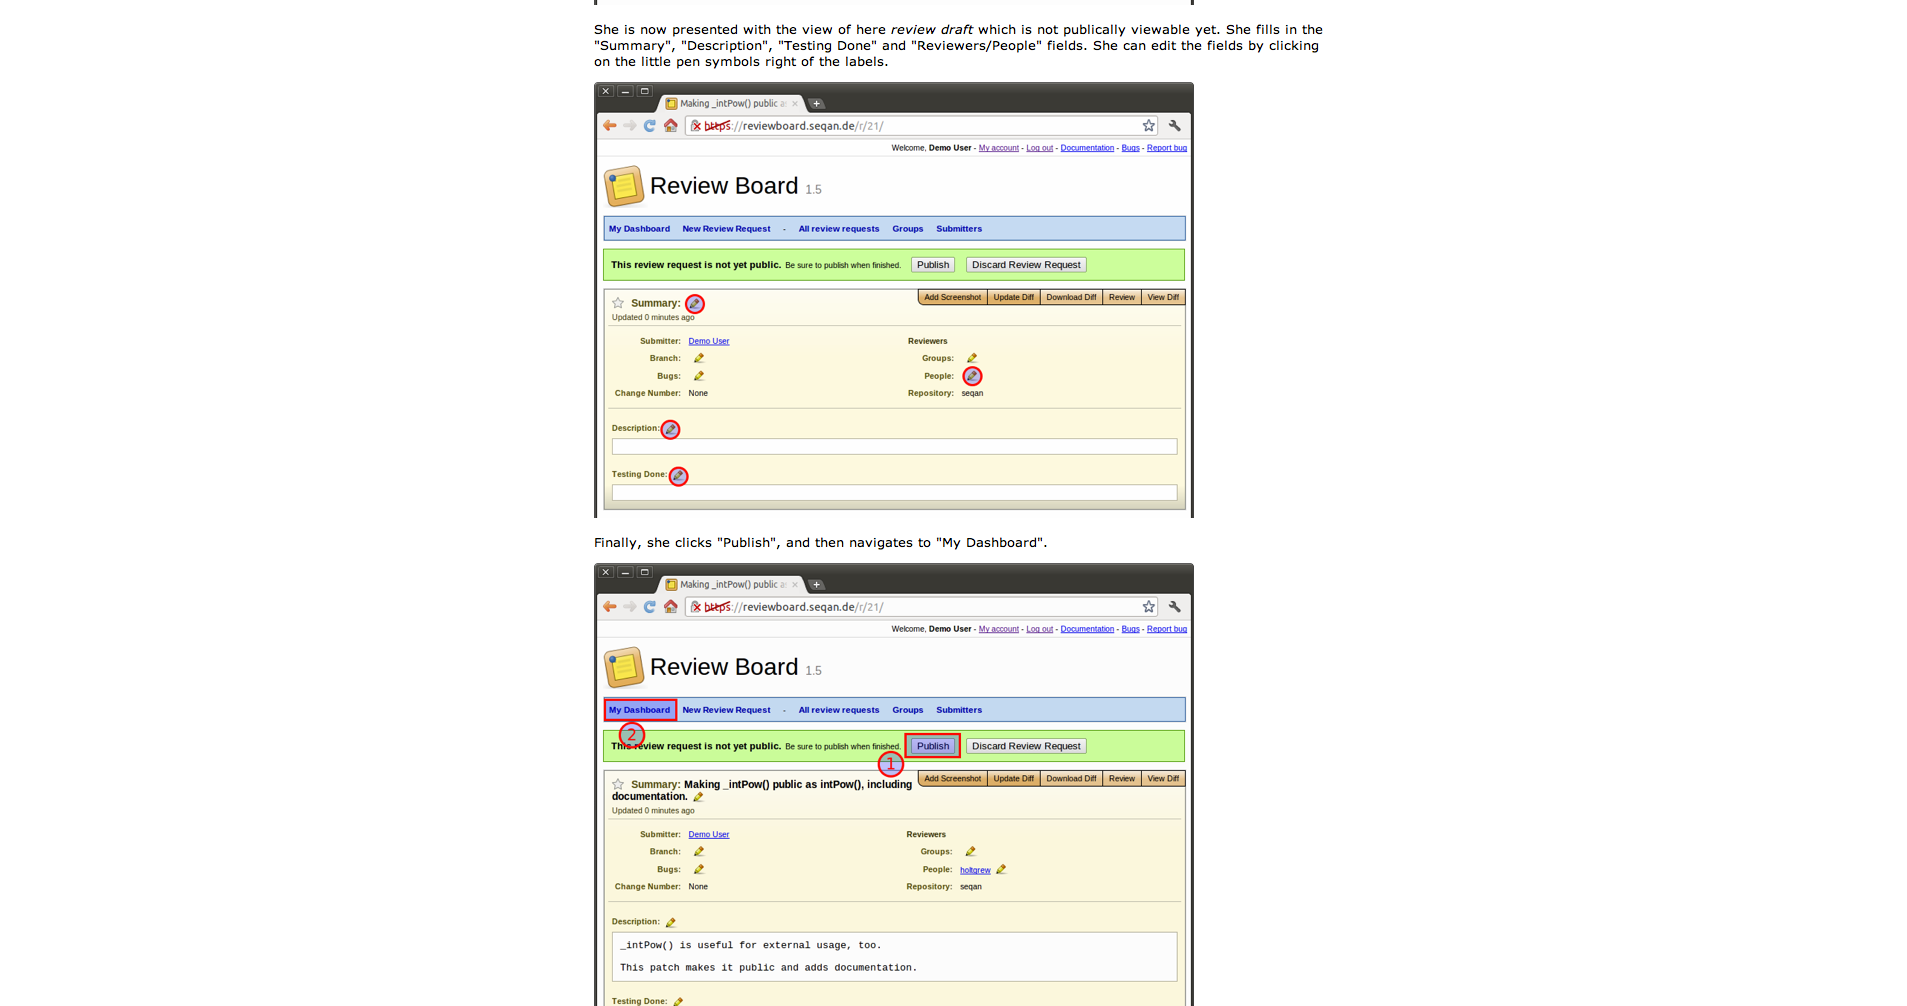 She is now presented with the view of here review draft which is not publically viewable yet. She fills in the
"Summary", "Description", "Testing Done" and "Reviewers/People" fields. She can edit the fields by clicking
on the little pen symbols right of the labels.
Making _intPow() public as
https://reviewboard.seqan.de/r/21/
Welcome, Demo User - My account - Log out - Documentation - Bugs - Report bug
Review Board 1.5
My Dashboard New Review Request - All review requests Groups Submitters
This review request is not yet public. Be sure to publish when finished. Publish Discard Review Request
Add Screenshot Update Diff Download Diff Review View Diff
Summary:
Updated 0 minutes ago
Submitter: Demo User Reviewers
Branch: Groups:
Bugs: People:
Change Number: None Repository: seqan
Description:
Testing Done:
Finally, she clicks "Publish", and then navigates to "My Dashboard".
Making _intPow() public as
https://reviewboard.seqan.de/r/21/
Welcome, Demo User - My account - Log out - Documentation - Bugs - Report bug
Review Board 1.5
My Dashboard New Review Request - All review requests Groups Submitters
2
This review request is not yet public. Be sure to publish when finished. Publish Discard Review Request
1
Add Screenshot Update Diff Download Diff Review View Diff
Summary: Making _intPow() public as intPow(), including
documentation.
Updated 0 minutes ago
Submitter: Demo User Reviewers
Branch: Groups:
Bugs: People: holtgrew
Change Number: None Repository: seqan
Description:
_intPow() is useful for external usage, too.
This patch makes it public and adds documentation.
Testing Done: